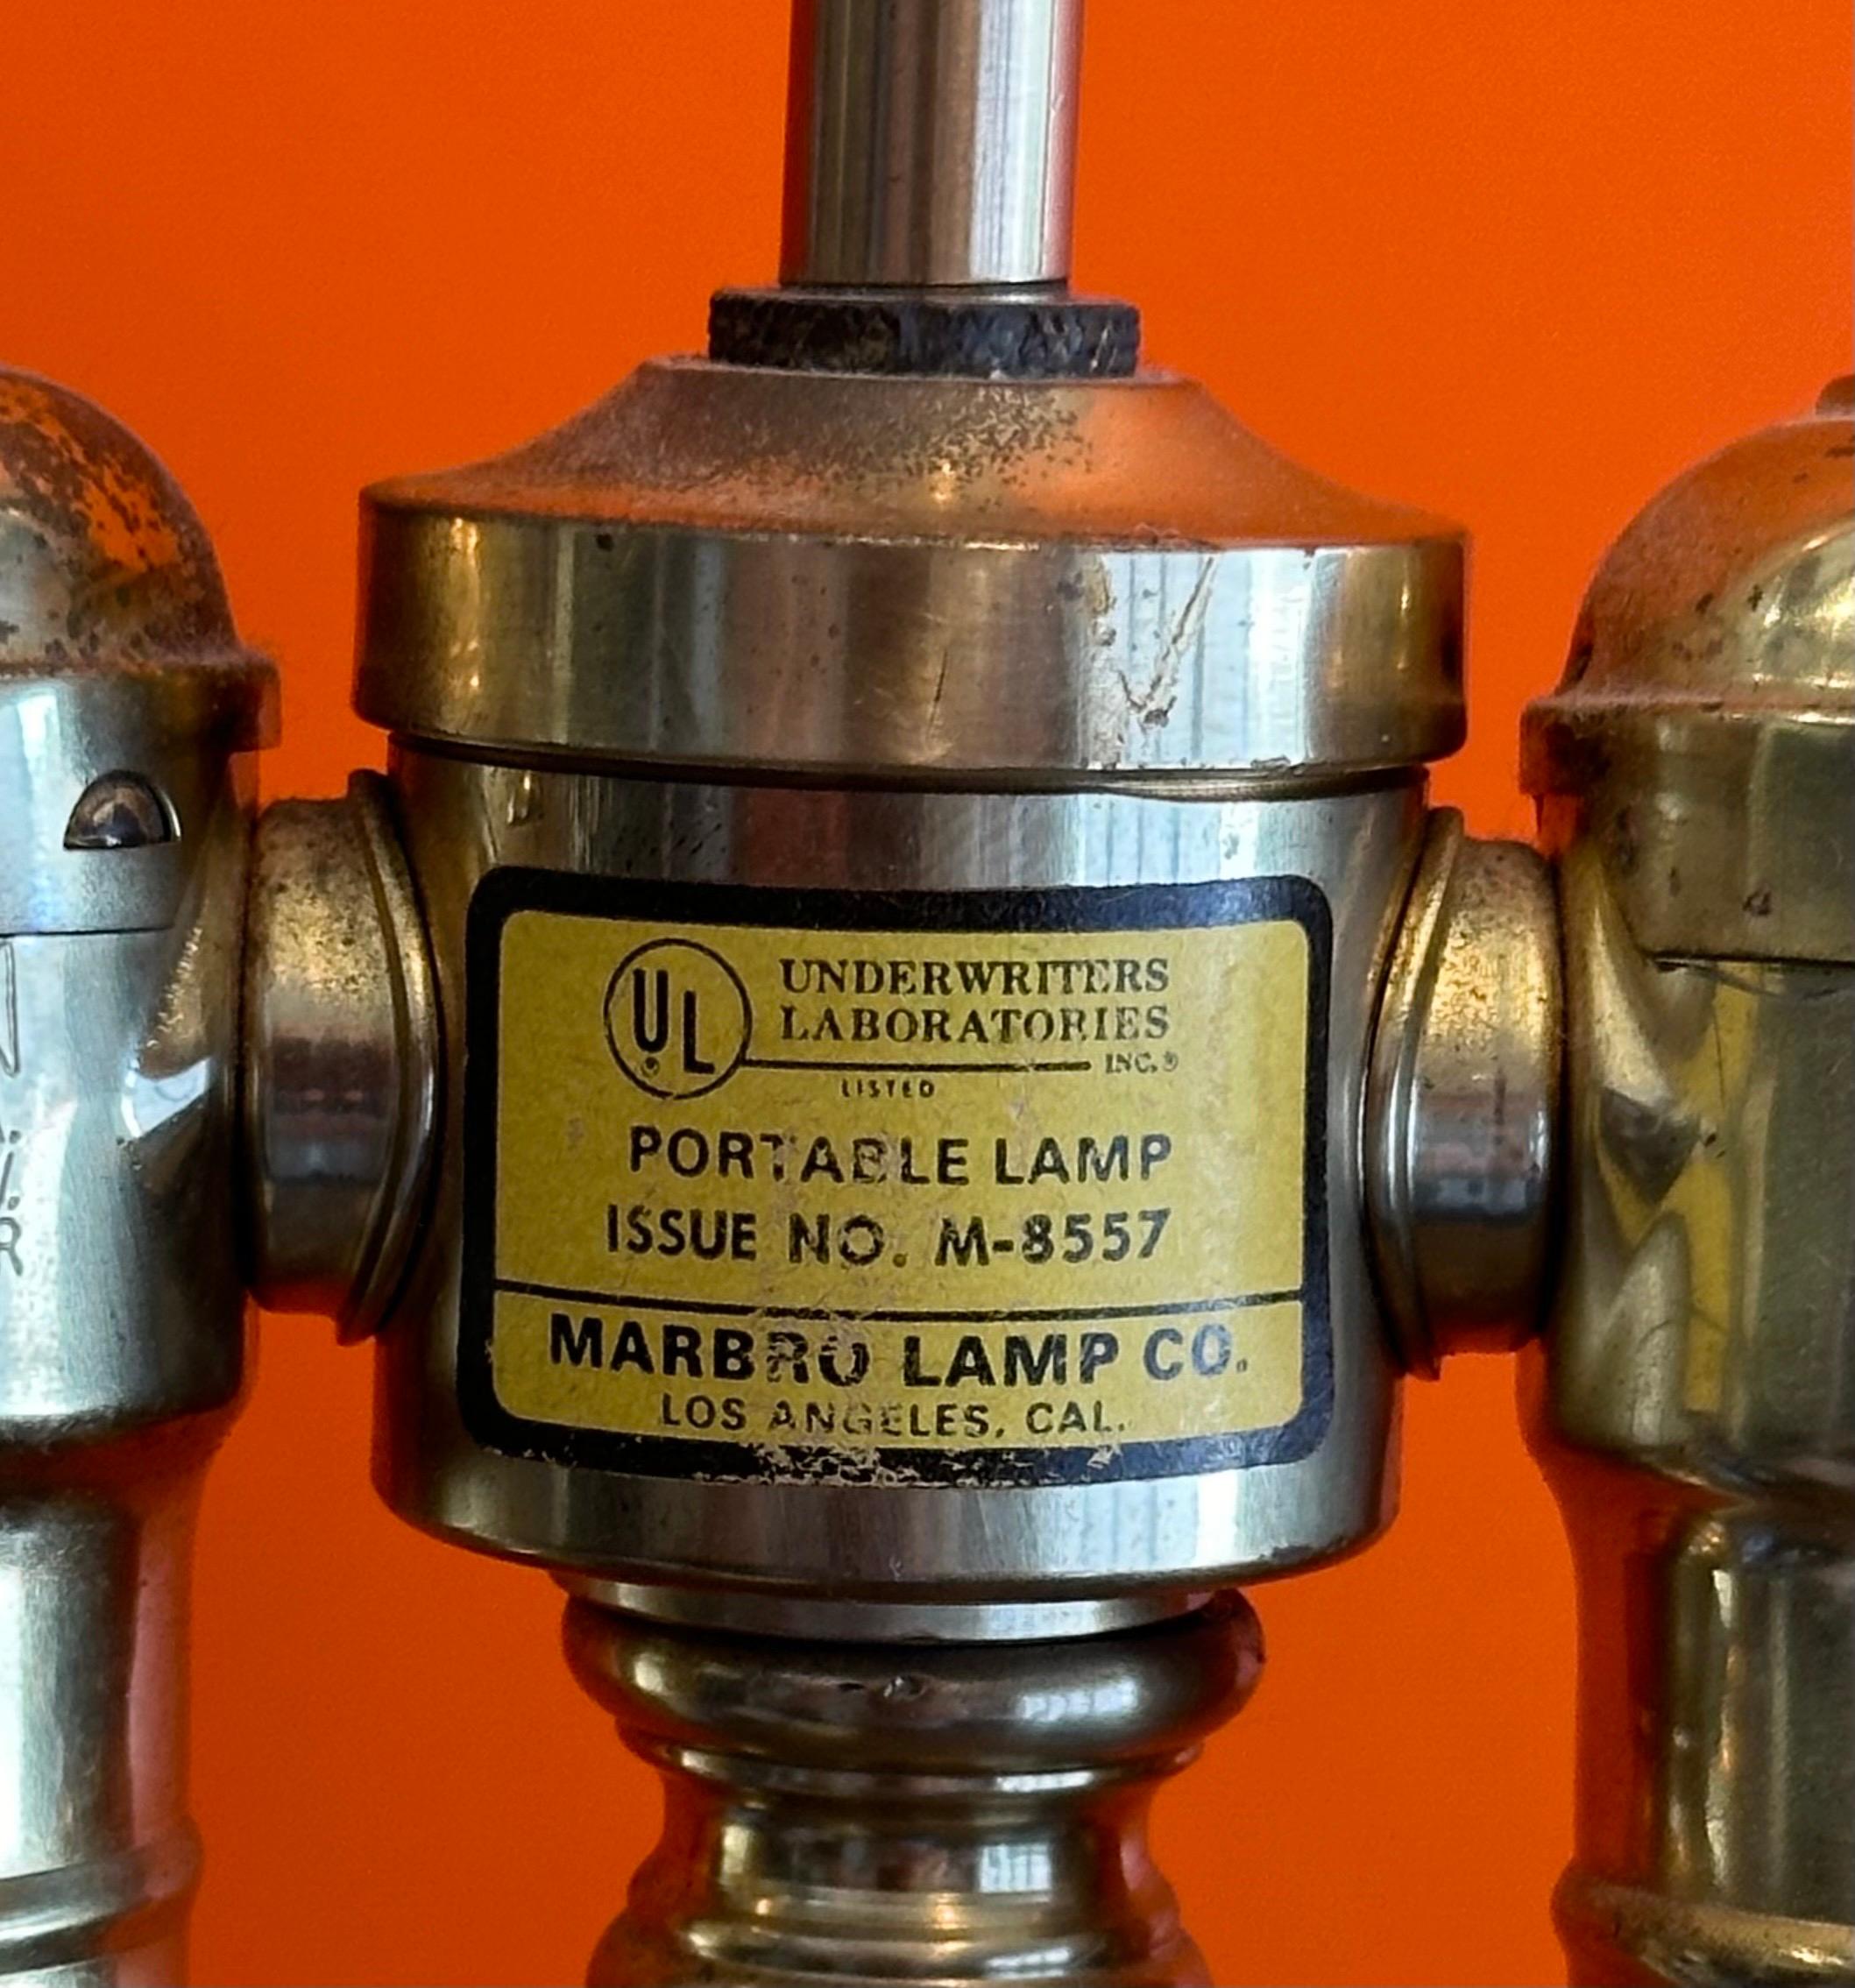 UL
UNDERWRITERS
LABORATORIES
INC.®
LISTED
PORTABLE LAMP
ISSUE NO. M-8557
MARBRO LAMP CO.
LOS ANGELES, CAL.